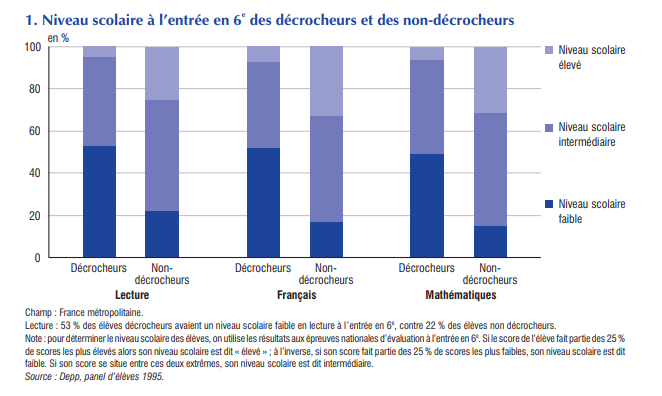 1. Niveau scolaire à l'entrée en 6e des décrocheurs et des non-décrocheurs
en %
100
80
60
40
20
0
Niveau scolaire
élevé
Niveau scolaire
intermédiaire
Niveau scolaire
faible
Décrocheurs Non-
décrocheurs
Décrocheurs Non-
décrocheurs
Décrocheurs Non-
décrocheurs
Lecture Français Mathématiques
Champ : France métropolitaine.
Lecture : 53 % des élèves décrocheurs avaient un niveau scolaire faible en lecture à l'entrée en 6e, contre 22 % des élèves non décrocheurs.
Note : pour déterminer le niveau scolaire des élèves, on utilise les résultats aux épreuves nationales d'évaluation à l'entrée en 6e. Si le score de l'élève fait partie des 25 %
de scores les plus élevés alors son niveau scolaire est dit « élevé » ; à l'inverse, si son score fait partie des 25 % de scores les plus faibles, son niveau scolaire est dit
faible. Si son score se situe entre ces deux extrêmes, son niveau scolaire est dit intermédiaire.
Source : Depp, panel d'élèves 1995.